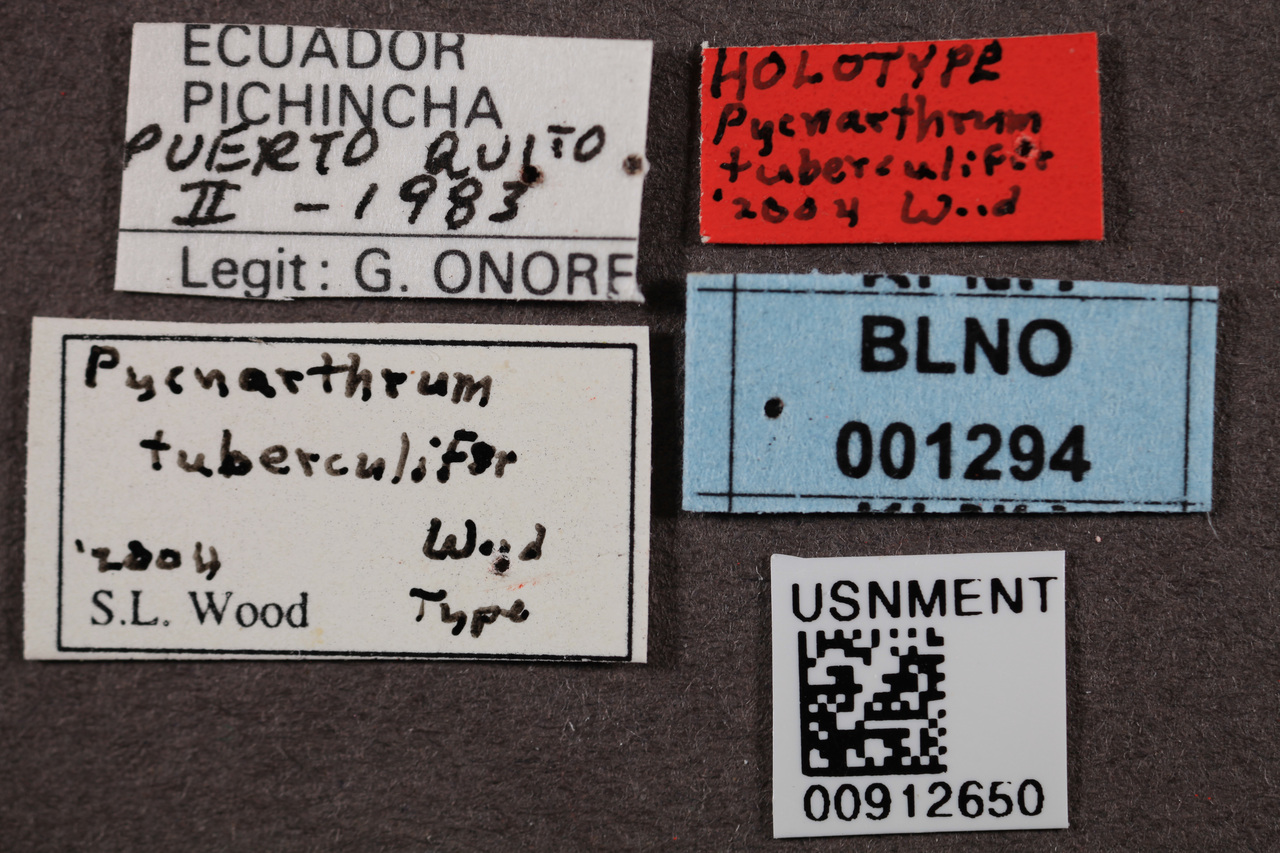 ECUADOR
PICHINCHA
PUERTO QUITO
II - 1983
Legit: G. ONORE
HOLOTYPE
Pycnarthrum
tuberculifer
'2004 Wood
BLNO
001294
Pycnarthrum
tuberculifer
Wood
'2004
S.L. Wood Type
USNMENT
00912650